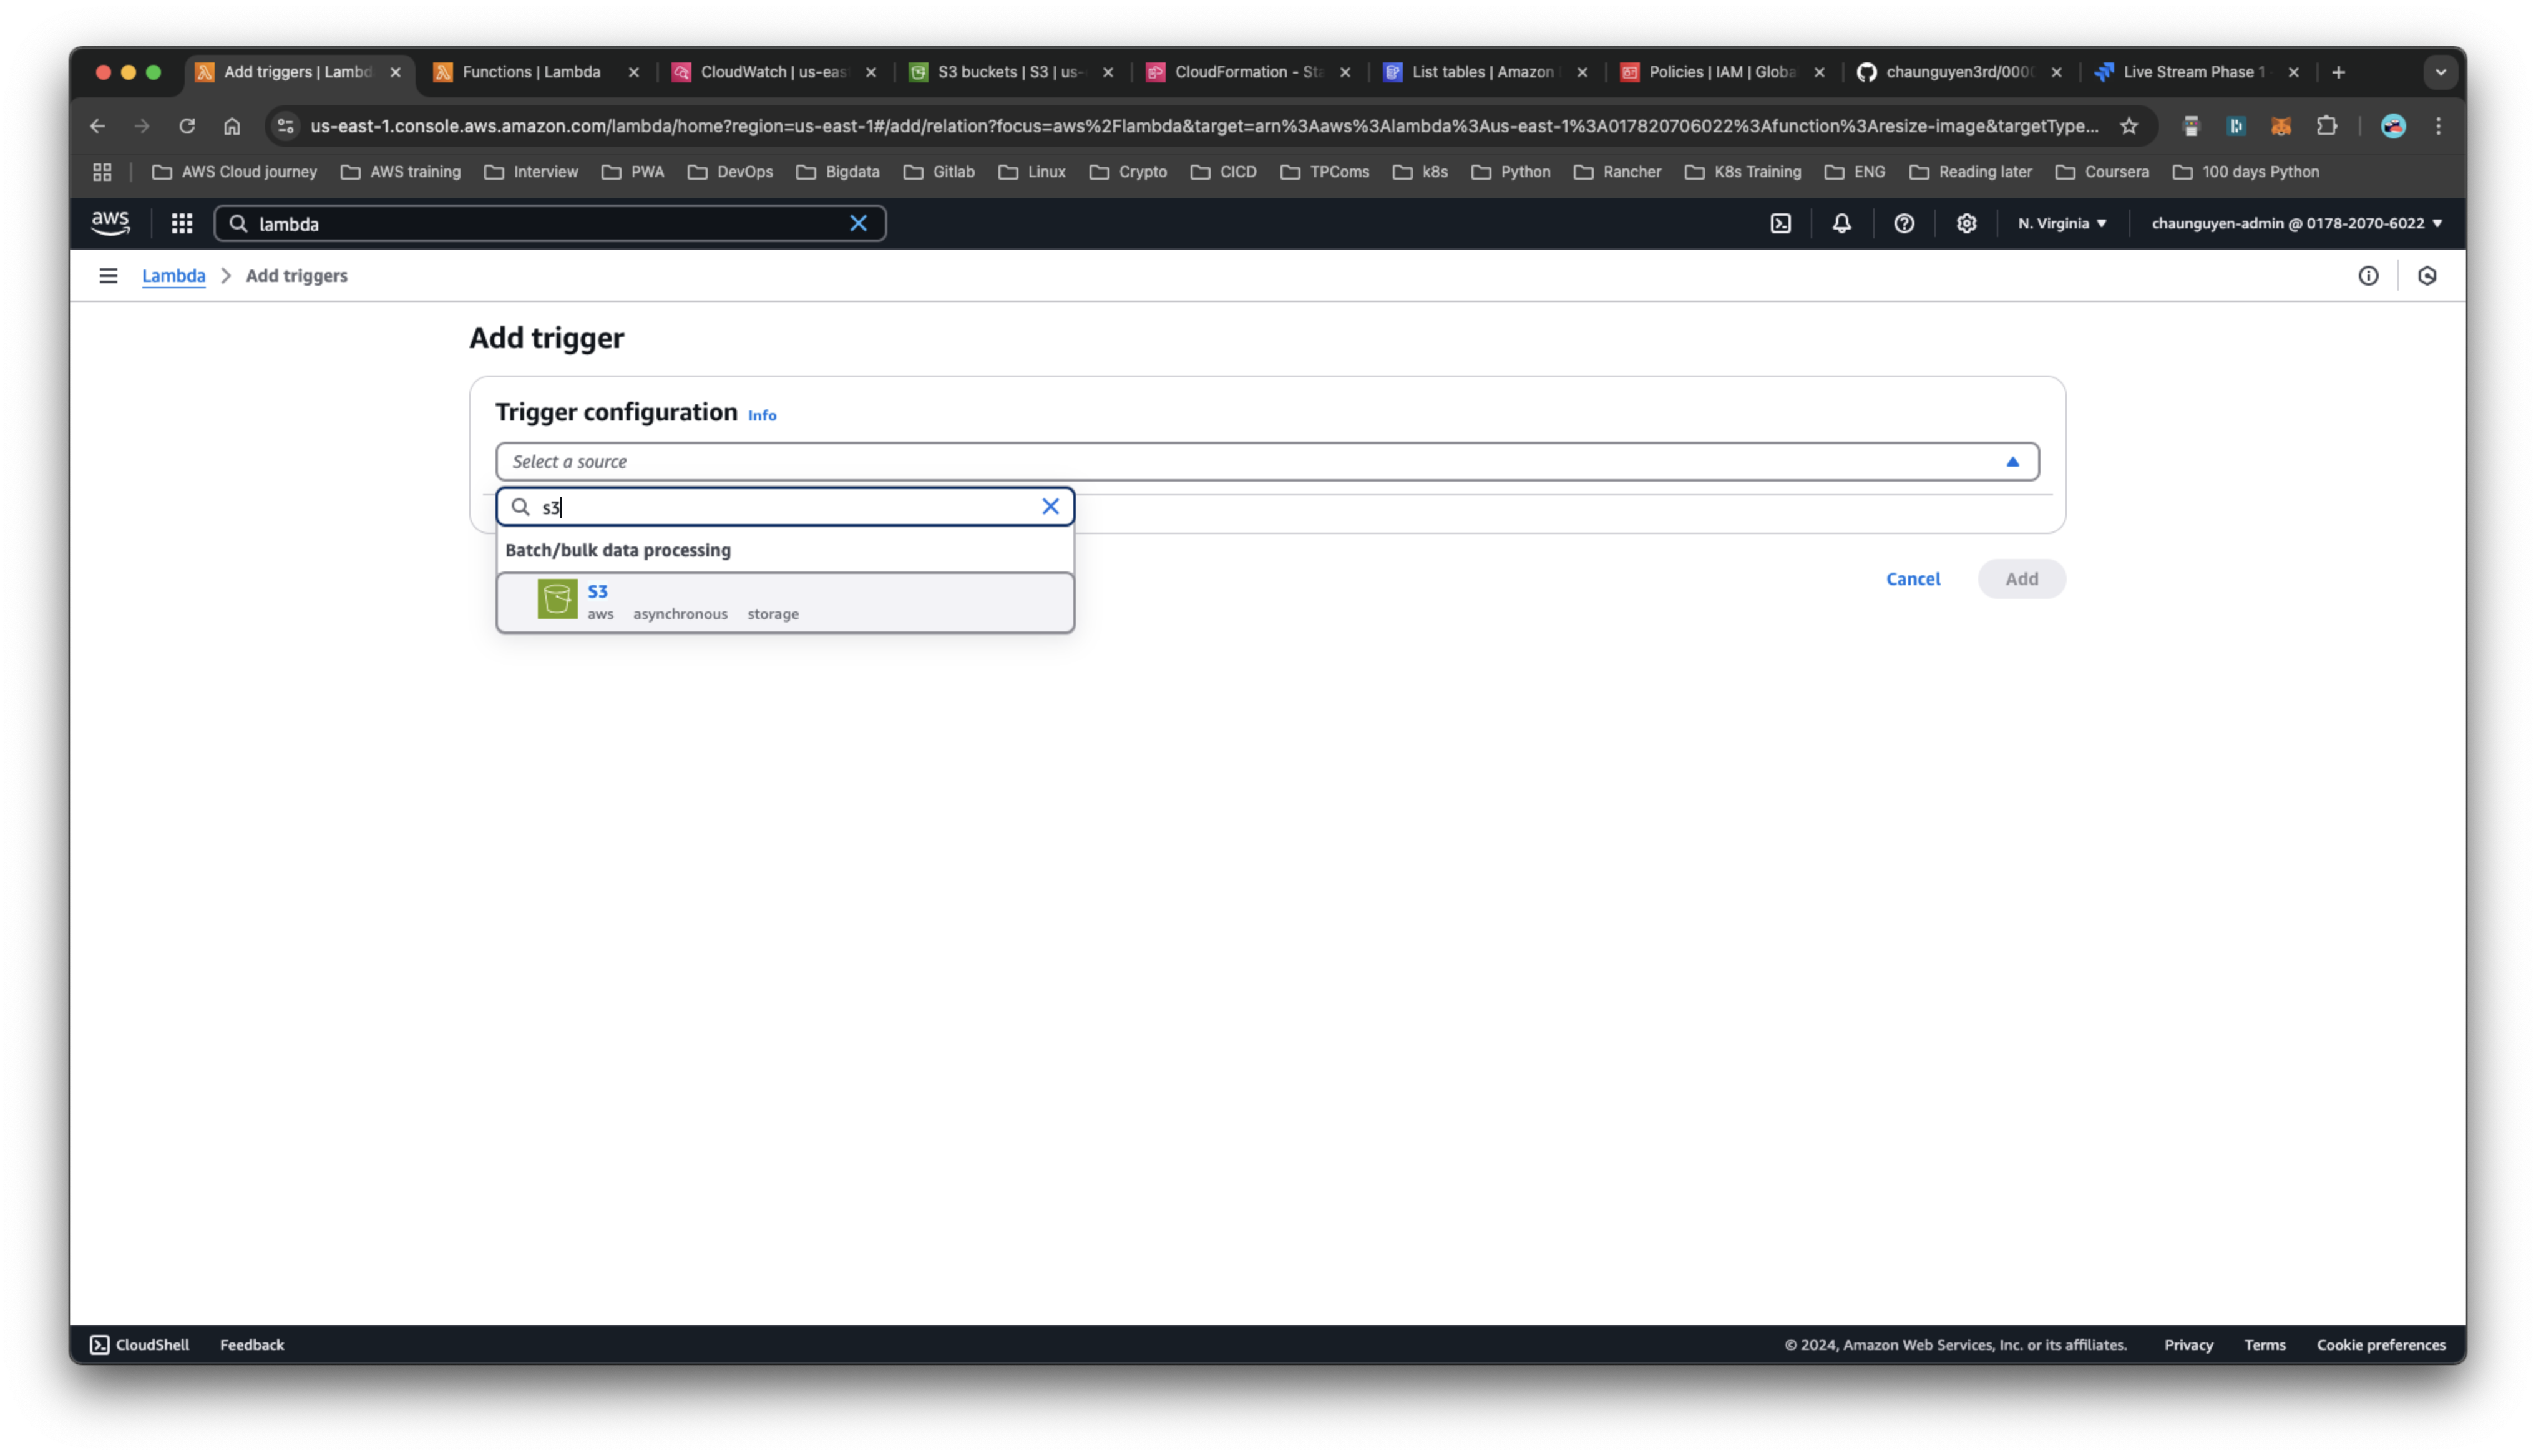 Add triggers | Lambd
Functions | Lambda
CloudWatch | us-eas
S3 buckets | S3 | us-
CloudFormation - Sta
List tables | Amazon
Policies | IAM | Globa
chaunguyen3rd/000
Live Stream Phase 1
us-east-1.console.aws.amazon.com/lambda/home?region=us-east-1#/add/relation?focus=aws%2Flambda&target=arn%3Aaws%3Alambda%3Aus-east-1%3A017820706022%3Afunction%3Aresize-image&targetType...
AWS Cloud journey
AWS training
Interview
PWA
DevOps
Bigdata
Gitlab
Linux
Crypto
CICD
TPComs
k8s
Python
Rancher
K8s Training
ENG
Reading later
Coursera
100 days Python
aws
lambda
N. Virginia
chaunguyen-admin @ 0178-2070-6022
Lambda
Add triggers
Add trigger
Trigger configuration Info
Select a source
s3
Batch/bulk data processing
S3
aws asynchronous storage
Cancel
Add
CloudShell
Feedback
© 2024, Amazon Web Services, Inc. or its affiliates.
Privacy
Terms
Cookie preferences